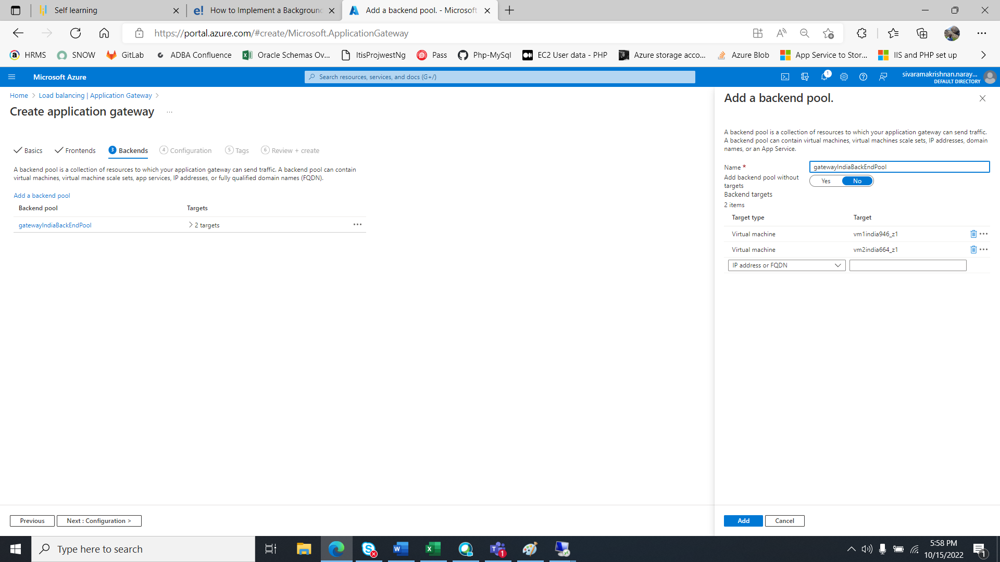 Self learning
How to Implement a Background
Add a backend pool. - Microsoft
https://portal.azure.com/#create/Microsoft.ApplicationGateway
HRMS
SNOW
GitLab
ADBA Confluence
Oracle Schemas Ov...
ItisProjwestNg
Pass
Php-MySql
EC2 User data - PHP
Azure storage acco...
Azure Blob
App Service to Stor...
IIS and PHP set up
Microsoft Azure
Search resources, services, and docs (G+/)
1
sivaramakrishnan.naray...
DEFAULT DIRECTORY
Home > Load balancing | Application Gateway >
Create application gateway ...
Basics
Frontends
3 Backends
4 Configuration
5 Tags
6 Review + create
A backend pool is a collection of resources to which your application gateway can send traffic. A backend pool can contain
virtual machines, virtual machine scale sets, app services, IP addresses, or fully qualified domain names (FQDN).
Add a backend pool
Backend pool Targets
gatewayIndiaBackEndPool > 2 targets ...
Previous
Next : Configuration >
Add a backend pool.
A backend pool is a collection of resources to which your application gateway can send traffic.
A backend pool can contain virtual machines, virtual machines scale sets, IP addresses, domain
names, or an App Service.
Name * gatewayIndiaBackEndPool
Add backend pool without
targets
Yes No
Backend targets
2 items
Target type Target
Virtual machine vm1india946_z1 ...
Virtual machine vm2india664_z1 ...
IP address or FQDN
Add
Cancel
Type here to search
1
5:58 PM
10/15/2022
1